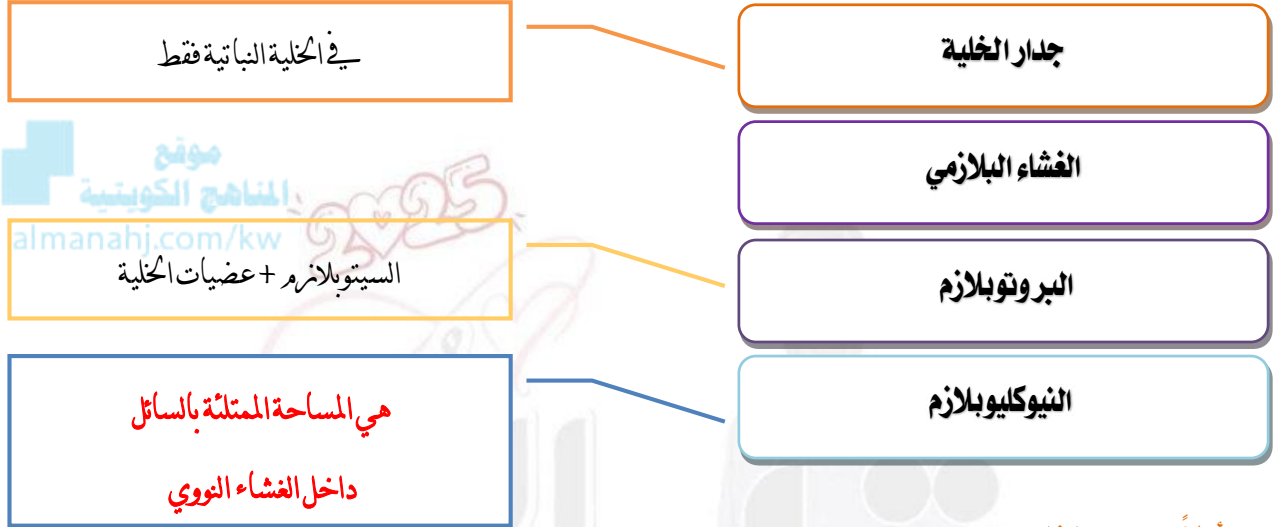 جدار الخلية
في الخلية النباتية فقط
موقع
المناهج الكويتية
2025
almanahj.com/kw
الغشاء البلازمي
البروتوبلازم
السيتوبلازم + عضيات الخلية
النيوكليوبلازم
هي المساحة الممتلئة بالسائل
داخل الغشاء النووي